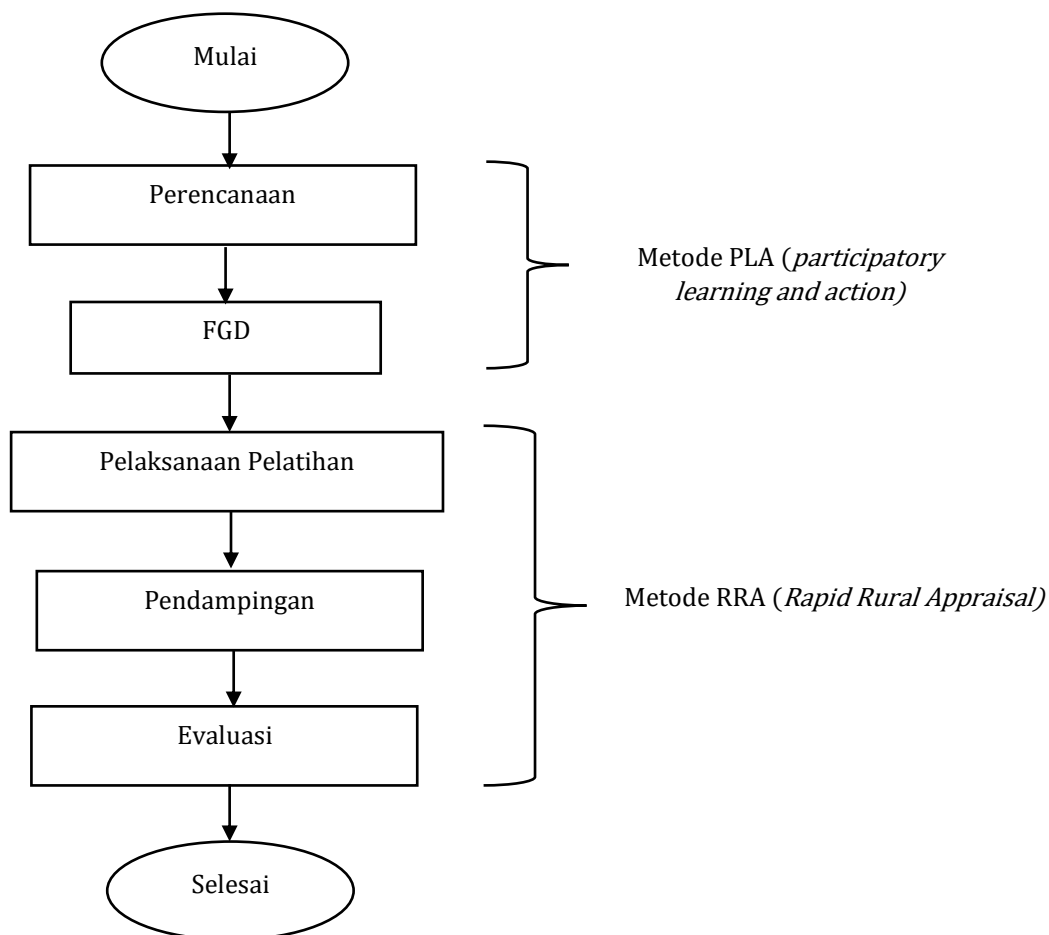 Mulai
Perencanaan
Metode PLA (participatory
learning and action)
FGD
Pelaksanaan Pelatihan
Pendampingan
Metode RRA (Rapid Rural Appraisal)
Evaluasi
Selesai